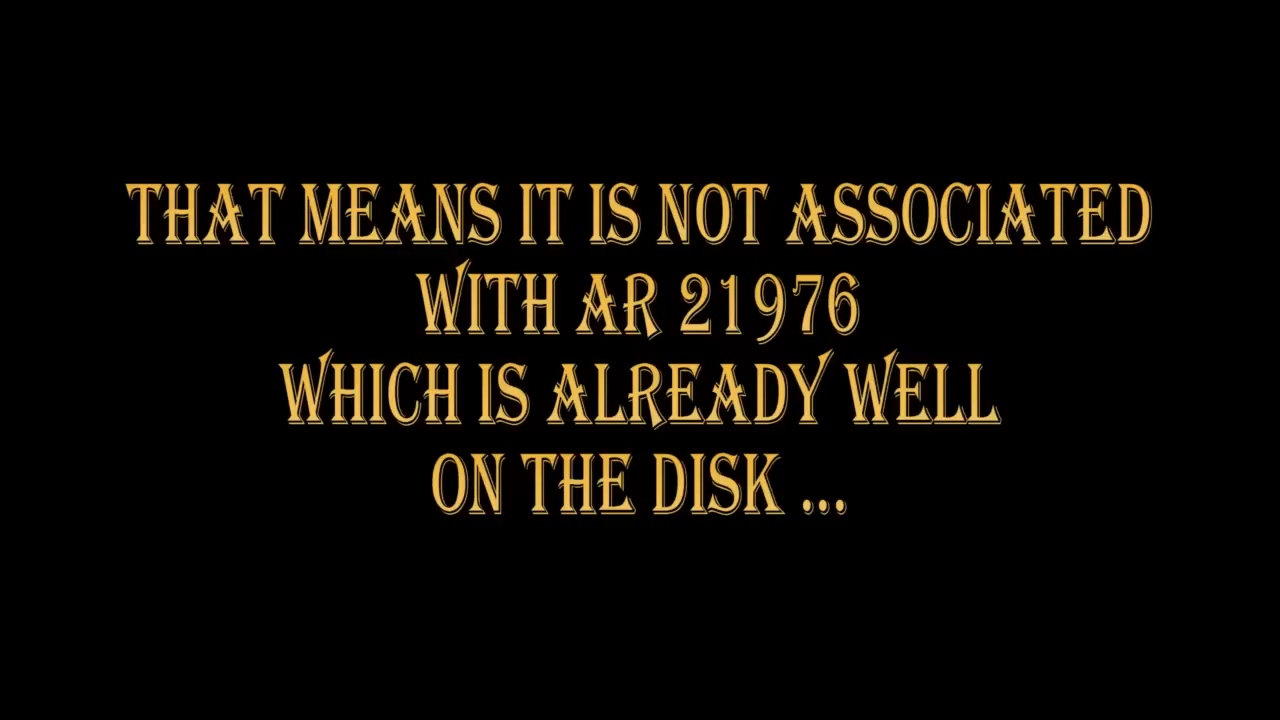 THAT MEANS IT IS NOT ASSOCIATED
WITH AR 21976
WHICH IS ALREADY WELL
ON THE DISK ...